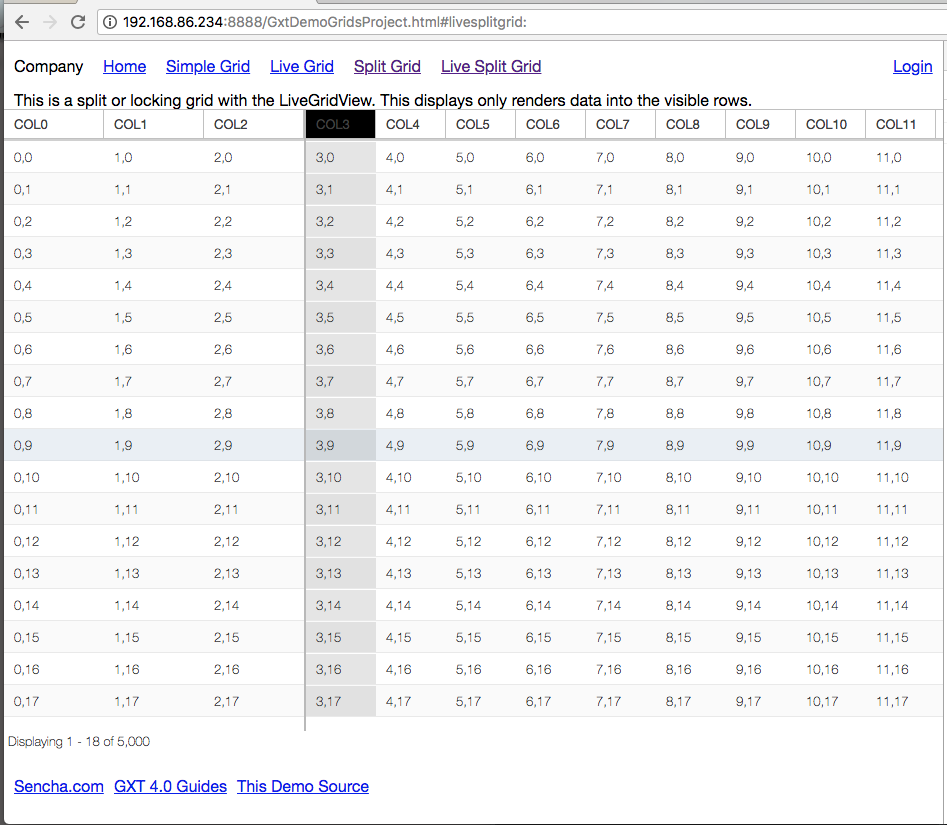 192.168.86.234:8888/GxtDemoGridsProject.html#livesplitgrid:
Company Home Simple Grid Live Grid Split Grid Live Split Grid Login
This is a split or locking grid with the LiveGridView. This displays only renders data into the visible rows.
COL0 COL1 COL2 COL3 COL4 COL5 COL6 COL7 COL8 COL9 COL10 COL11
0,0 1,0 2,0 3,0 4,0 5,0 6,0 7,0 8,0 9,0 10,0 11,0
0,1 1,1 2,1 3,1 4,1 5,1 6,1 7,1 8,1 9,1 10,1 11,1
0,2 1,2 2,2 3,2 4,2 5,2 6,2 7,2 8,2 9,2 10,2 11,2
0,3 1,3 2,3 3,3 4,3 5,3 6,3 7,3 8,3 9,3 10,3 11,3
0,4 1,4 2,4 3,4 4,4 5,4 6,4 7,4 8,4 9,4 10,4 11,4
0,5 1,5 2,5 3,5 4,5 5,5 6,5 7,5 8,5 9,5 10,5 11,5
0,6 1,6 2,6 3,6 4,6 5,6 6,6 7,6 8,6 9,6 10,6 11,6
0,7 1,7 2,7 3,7 4,7 5,7 6,7 7,7 8,7 9,7 10,7 11,7
0,8 1,8 2,8 3,8 4,8 5,8 6,8 7,8 8,8 9,8 10,8 11,8
0,9 1,9 2,9 3,9 4,9 5,9 6,9 7,9 8,9 9,9 10,9 11,9
0,10 1,10 2,10 3,10 4,10 5,10 6,10 7,10 8,10 9,10 10,10 11,10
0,11 1,11 2,11 3,11 4,11 5,11 6,11 7,11 8,11 9,11 10,11 11,11
0,12 1,12 2,12 3,12 4,12 5,12 6,12 7,12 8,12 9,12 10,12 11,12
0,13 1,13 2,13 3,13 4,13 5,13 6,13 7,13 8,13 9,13 10,13 11,13
0,14 1,14 2,14 3,14 4,14 5,14 6,14 7,14 8,14 9,14 10,14 11,14
0,15 1,15 2,15 3,15 4,15 5,15 6,15 7,15 8,15 9,15 10,15 11,15
0,16 1,16 2,16 3,16 4,16 5,16 6,16 7,16 8,16 9,16 10,16 11,16
0,17 1,17 2,17 3,17 4,17 5,17 6,17 7,17 8,17 9,17 10,17 11,17
Displaying 1 - 18 of 5,000
Sencha.com GXT 4.0 Guides This Demo Source